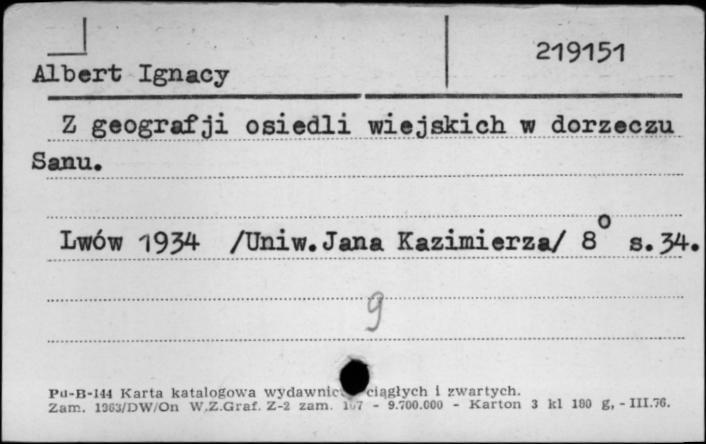 219151
Albert Ignacy
Z geografji osiedli wiejskich w dorzeczu
Sanu.
Lwów 1934 /Uniw. Jana Kazimierza/ 8° s. 34.
9
Pu-B-144 Karta katalogowa ciągłych i zwartych.
Zam. 1963/DW/On W.Z.Graf. Z-2 zam. - 9.700.000 - Karton 3 kl 180 g, - III.76.